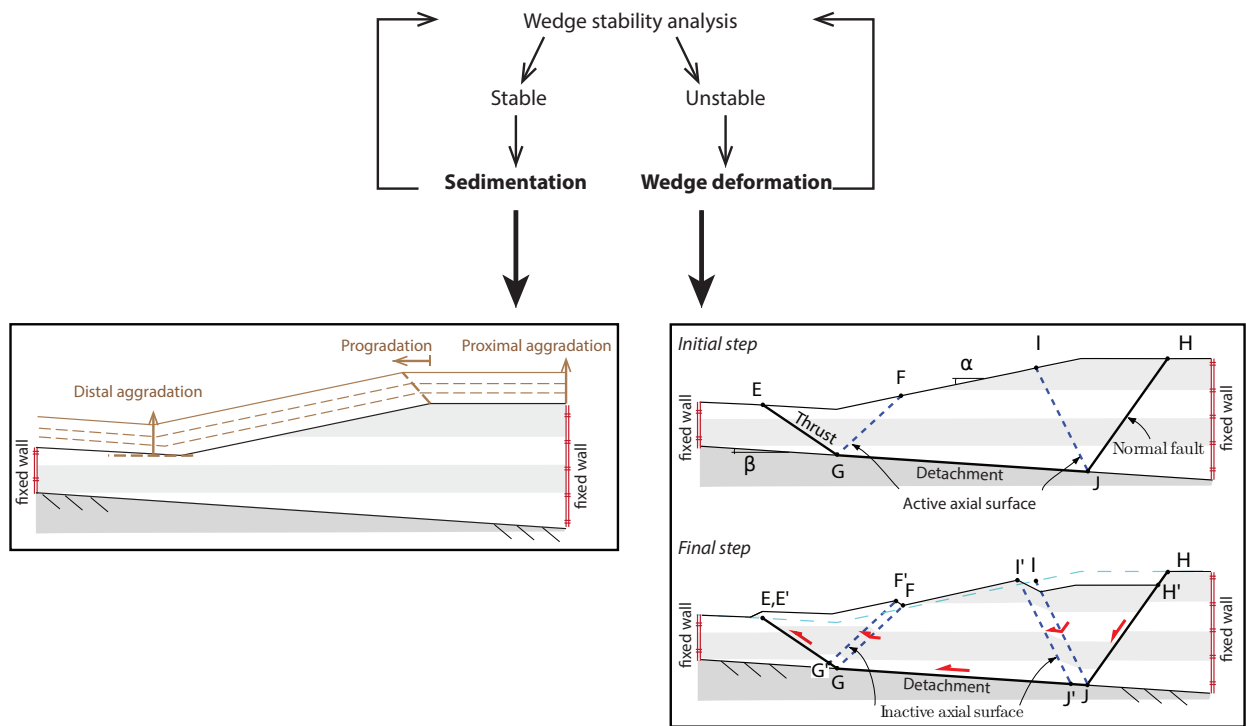 Wedge stability analysis
Stable
Unstable
Sedimentation
Wedge deformation
Progradation
Proximal aggradation
Distal aggradation
fixed wall
fixed wall
Initial step
I
H
α
E
F
fixed wall
Thrust
fixed wall
Normal fault
β
G
Detachment
J
Active axial surface
Final step
I' I
H
E,E'
F'
F
H'
fixed wall
fixed wall
G'
G
Detachment
J' J
Inactive axial surface